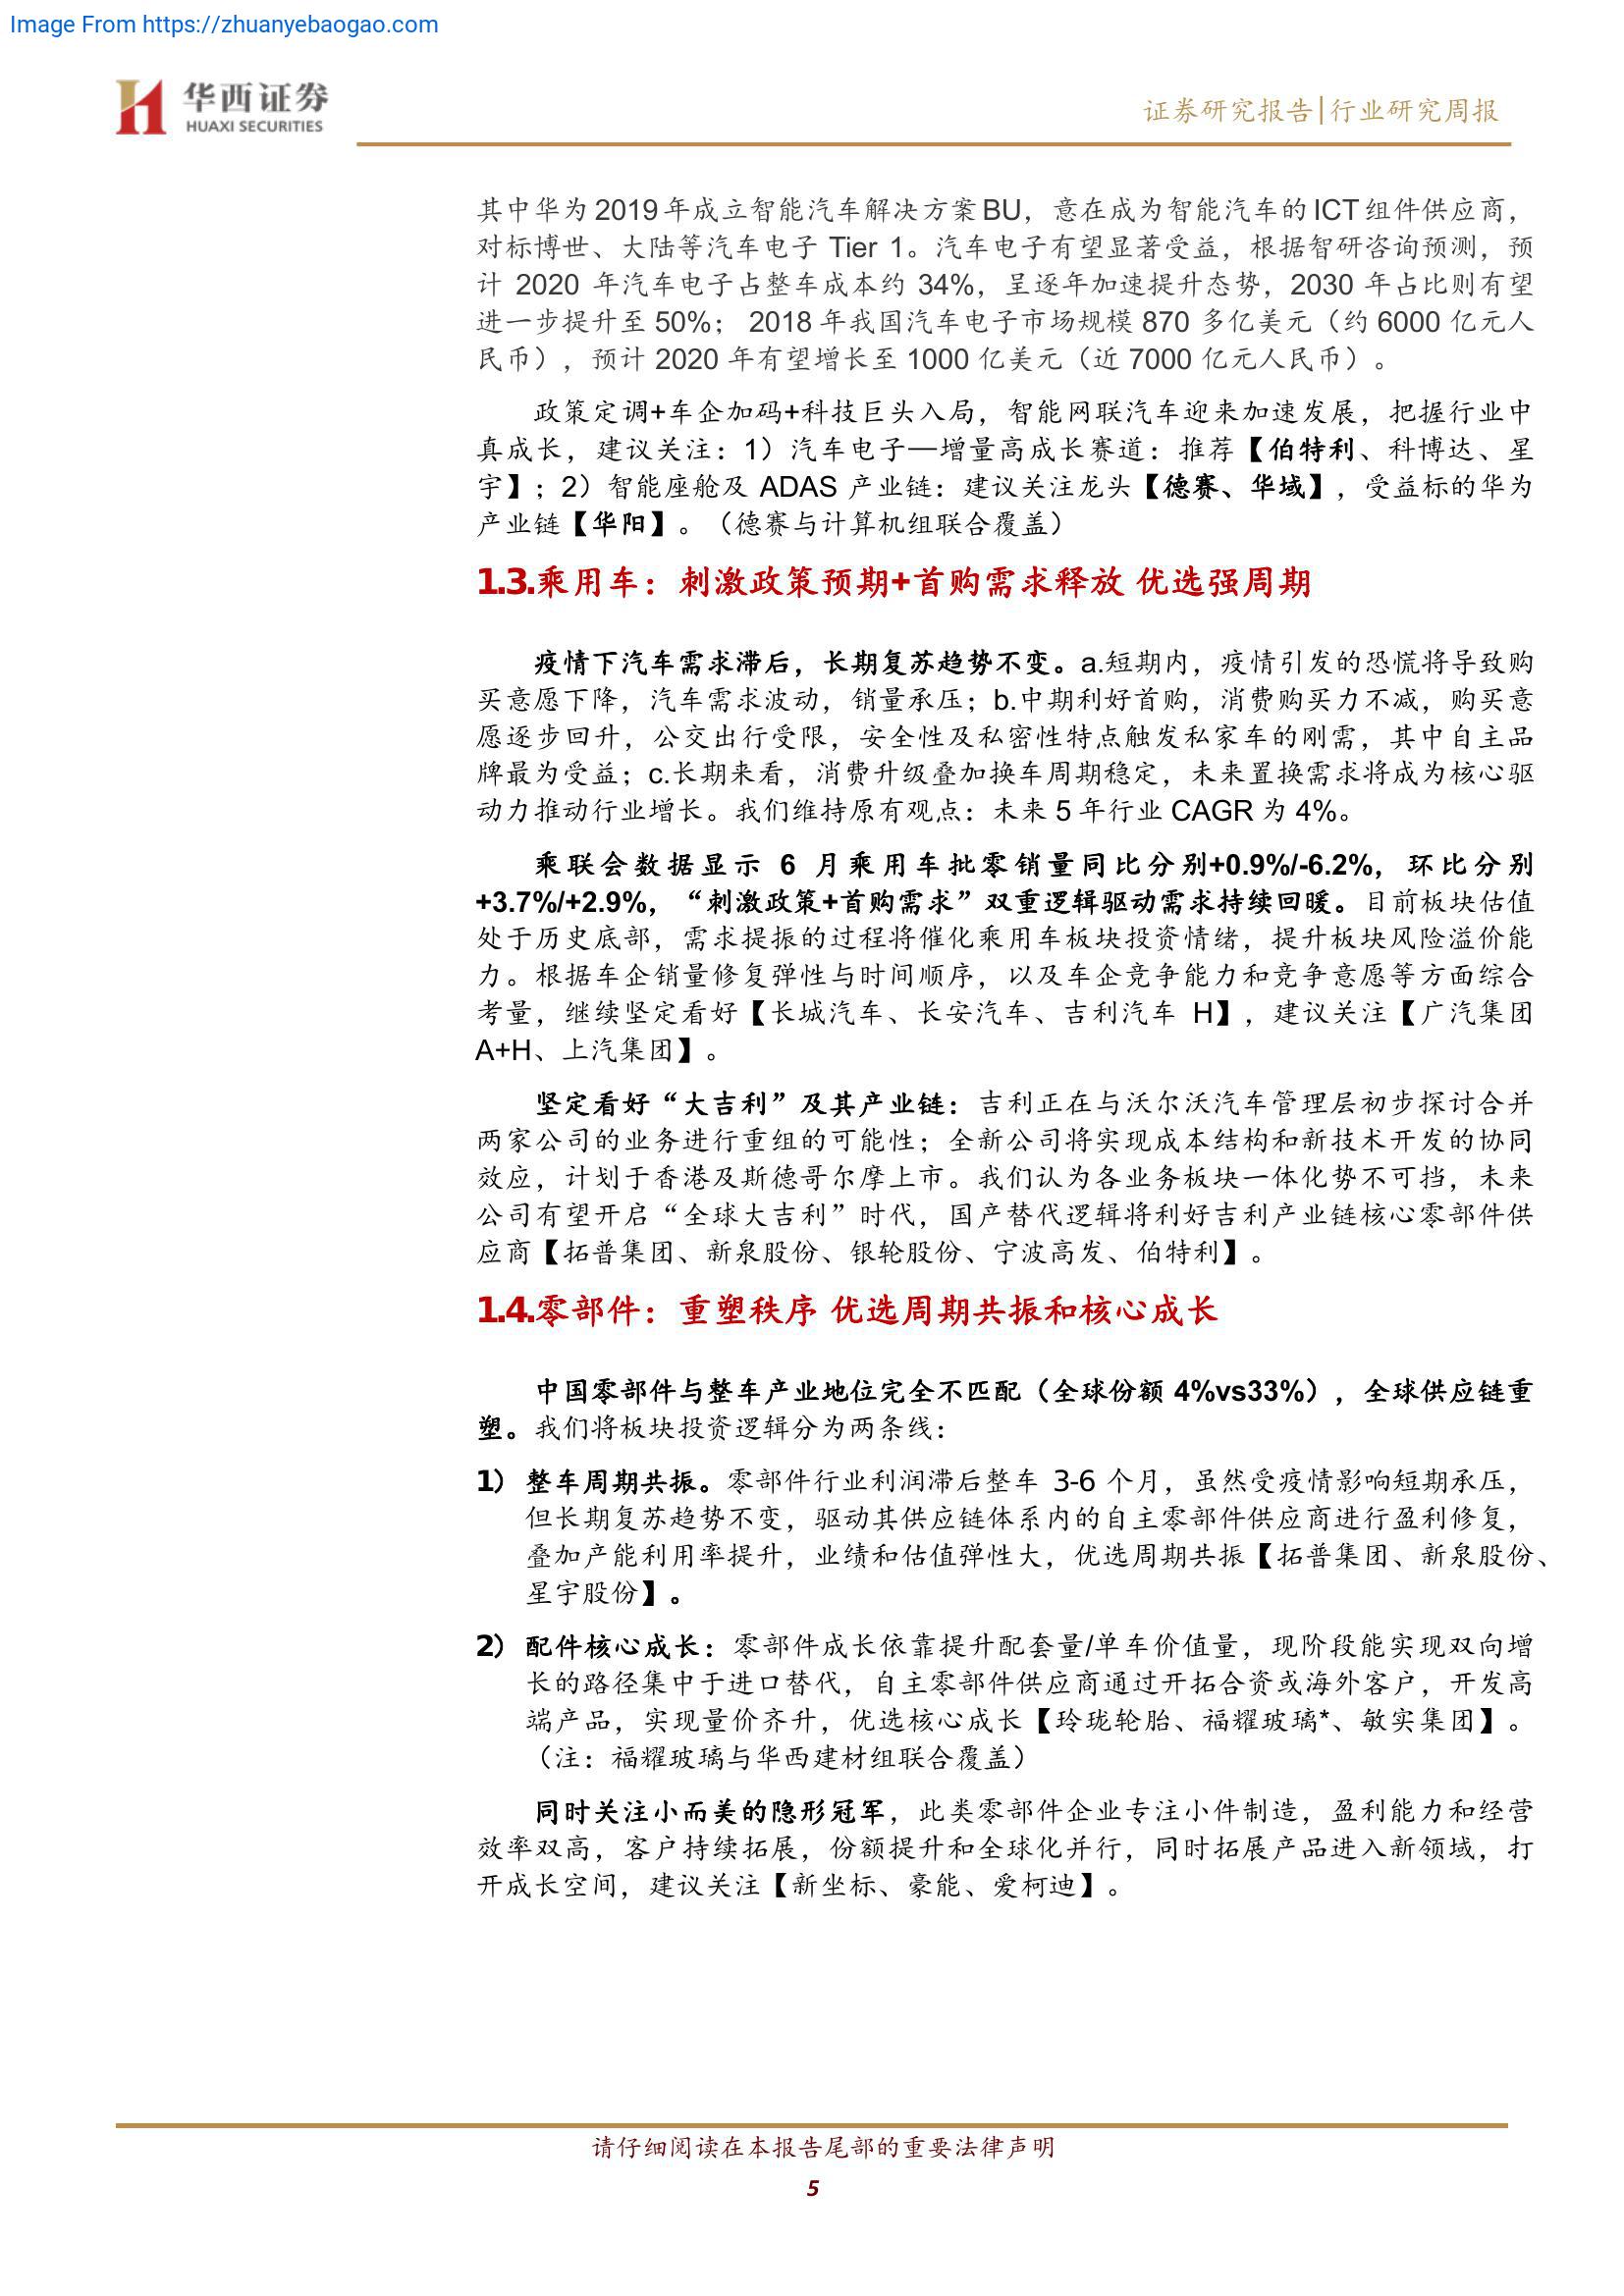 Image From https://zhuanyebaogao.com
华西证券
HUAXI SECURITIES
证券研究报告|行业研究周报
其中华为 2019 年成立智能汽车解决方案 BU，意在成为智能汽车的 ICT 组件供应商，
对标博世、大陆等汽车电子 Tier 1。汽车电子有望显著受益，根据智研咨询预测，预
计 2020 年汽车电子占整车成本约 34%，呈逐年加速提升态势，2030 年占比则有望
进一步提升至 50%； 2018 年我国汽车电子市场规模 870 多亿美元（约 6000 亿元人
民币），预计 2020 年有望增长至 1000 亿美元（近 7000 亿元人民币）。
政策定调+车企加码+科技巨头入局，智能网联汽车迎来加速发展，把握行业中
真成长，建议关注：1）汽车电子—增量高成长赛道：推荐【伯特利、科博达、星
宇】；2）智能座舱及 ADAS 产业链：建议关注龙头【德赛、华域】，受益标的华为
产业链【华阳】。（德赛与计算机组联合覆盖）
1.3.乘用车：刺激政策预期+首购需求释放 优选强周期
疫情下汽车需求滞后，长期复苏趋势不变。a.短期内，疫情引发的恐慌将导致购
买意愿下降，汽车需求波动，销量承压；b.中期利好首购，消费购买力不减，购买意
愿逐步回升，公交出行受限，安全性及私密性特点触发私家车的刚需，其中自主品
牌最为受益；c.长期来看，消费升级叠加换车周期稳定，未来置换需求将成为核心驱
动力推动行业增长。我们维持原有观点：未来 5 年行业 CAGR 为 4%。
乘联会数据显示 6 月乘用车批零销量同比分别+0.9%/-6.2%，环比分别
+3.7%/+2.9%，“刺激政策+首购需求”双重逻辑驱动需求持续回暖。目前板块估值
处于历史底部，需求提振的过程将催化乘用车板块投资情绪，提升板块风险溢价能
力。根据车企销量修复弹性与时间顺序，以及车企竞争能力和竞争意愿等方面综合
考量，继续坚定看好【长城汽车、长安汽车、吉利汽车 H】，建议关注【广汽集团
A+H、上汽集团】。
坚定看好“大吉利”及其产业链：吉利正在与沃尔沃汽车管理层初步探讨合并
两家公司的业务进行重组的可能性；全新公司将实现成本结构和新技术开发的协同
效应，计划于香港及斯德哥尔摩上市。我们认为各业务板块一体化势不可挡，未来
公司有望开启“全球大吉利”时代，国产替代逻辑将利好吉利产业链核心零部件供
应商【拓普集团、新泉股份、银轮股份、宁波高发、伯特利】。
1.4.零部件：重塑秩序 优选周期共振和核心成长
中国零部件与整车产业地位完全不匹配（全球份额 4%vs33%），全球供应链重
塑。我们将板块投资逻辑分为两条线：
1） 整车周期共振。零部件行业利润滞后整车 3-6 个月，虽然受疫情影响短期承压，
但长期复苏趋势不变，驱动其供应链体系内的自主零部件供应商进行盈利修复，
叠加产能利用率提升，业绩和估值弹性大，优选周期共振【拓普集团、新泉股份、
星宇股份】。
2） 配件核心成长：零部件成长依靠提升配套量/单车价值量，现阶段能实现双向增
长的路径集中于进口替代，自主零部件供应商通过开拓合资或海外客户，开发高
端产品，实现量价齐升，优选核心成长【玲珑轮胎、福耀玻璃*、敏实集团】。
（注：福耀玻璃与华西建材组联合覆盖）
同时关注小而美的隐形冠军，此类零部件企业专注小件制造，盈利能力和经营
效率双高，客户持续拓展，份额提升和全球化并行，同时拓展产品进入新领域，打
开成长空间，建议关注【新坐标、豪能、爱柯迪】。
请仔细阅读在本报告尾部的重要法律声明
5